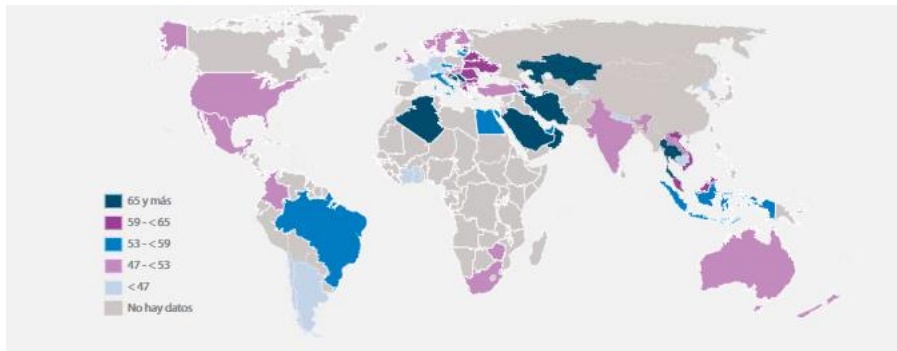 65 y más
59 - < 65
53 - < 59
47 - < 53
< 47
No hay datos